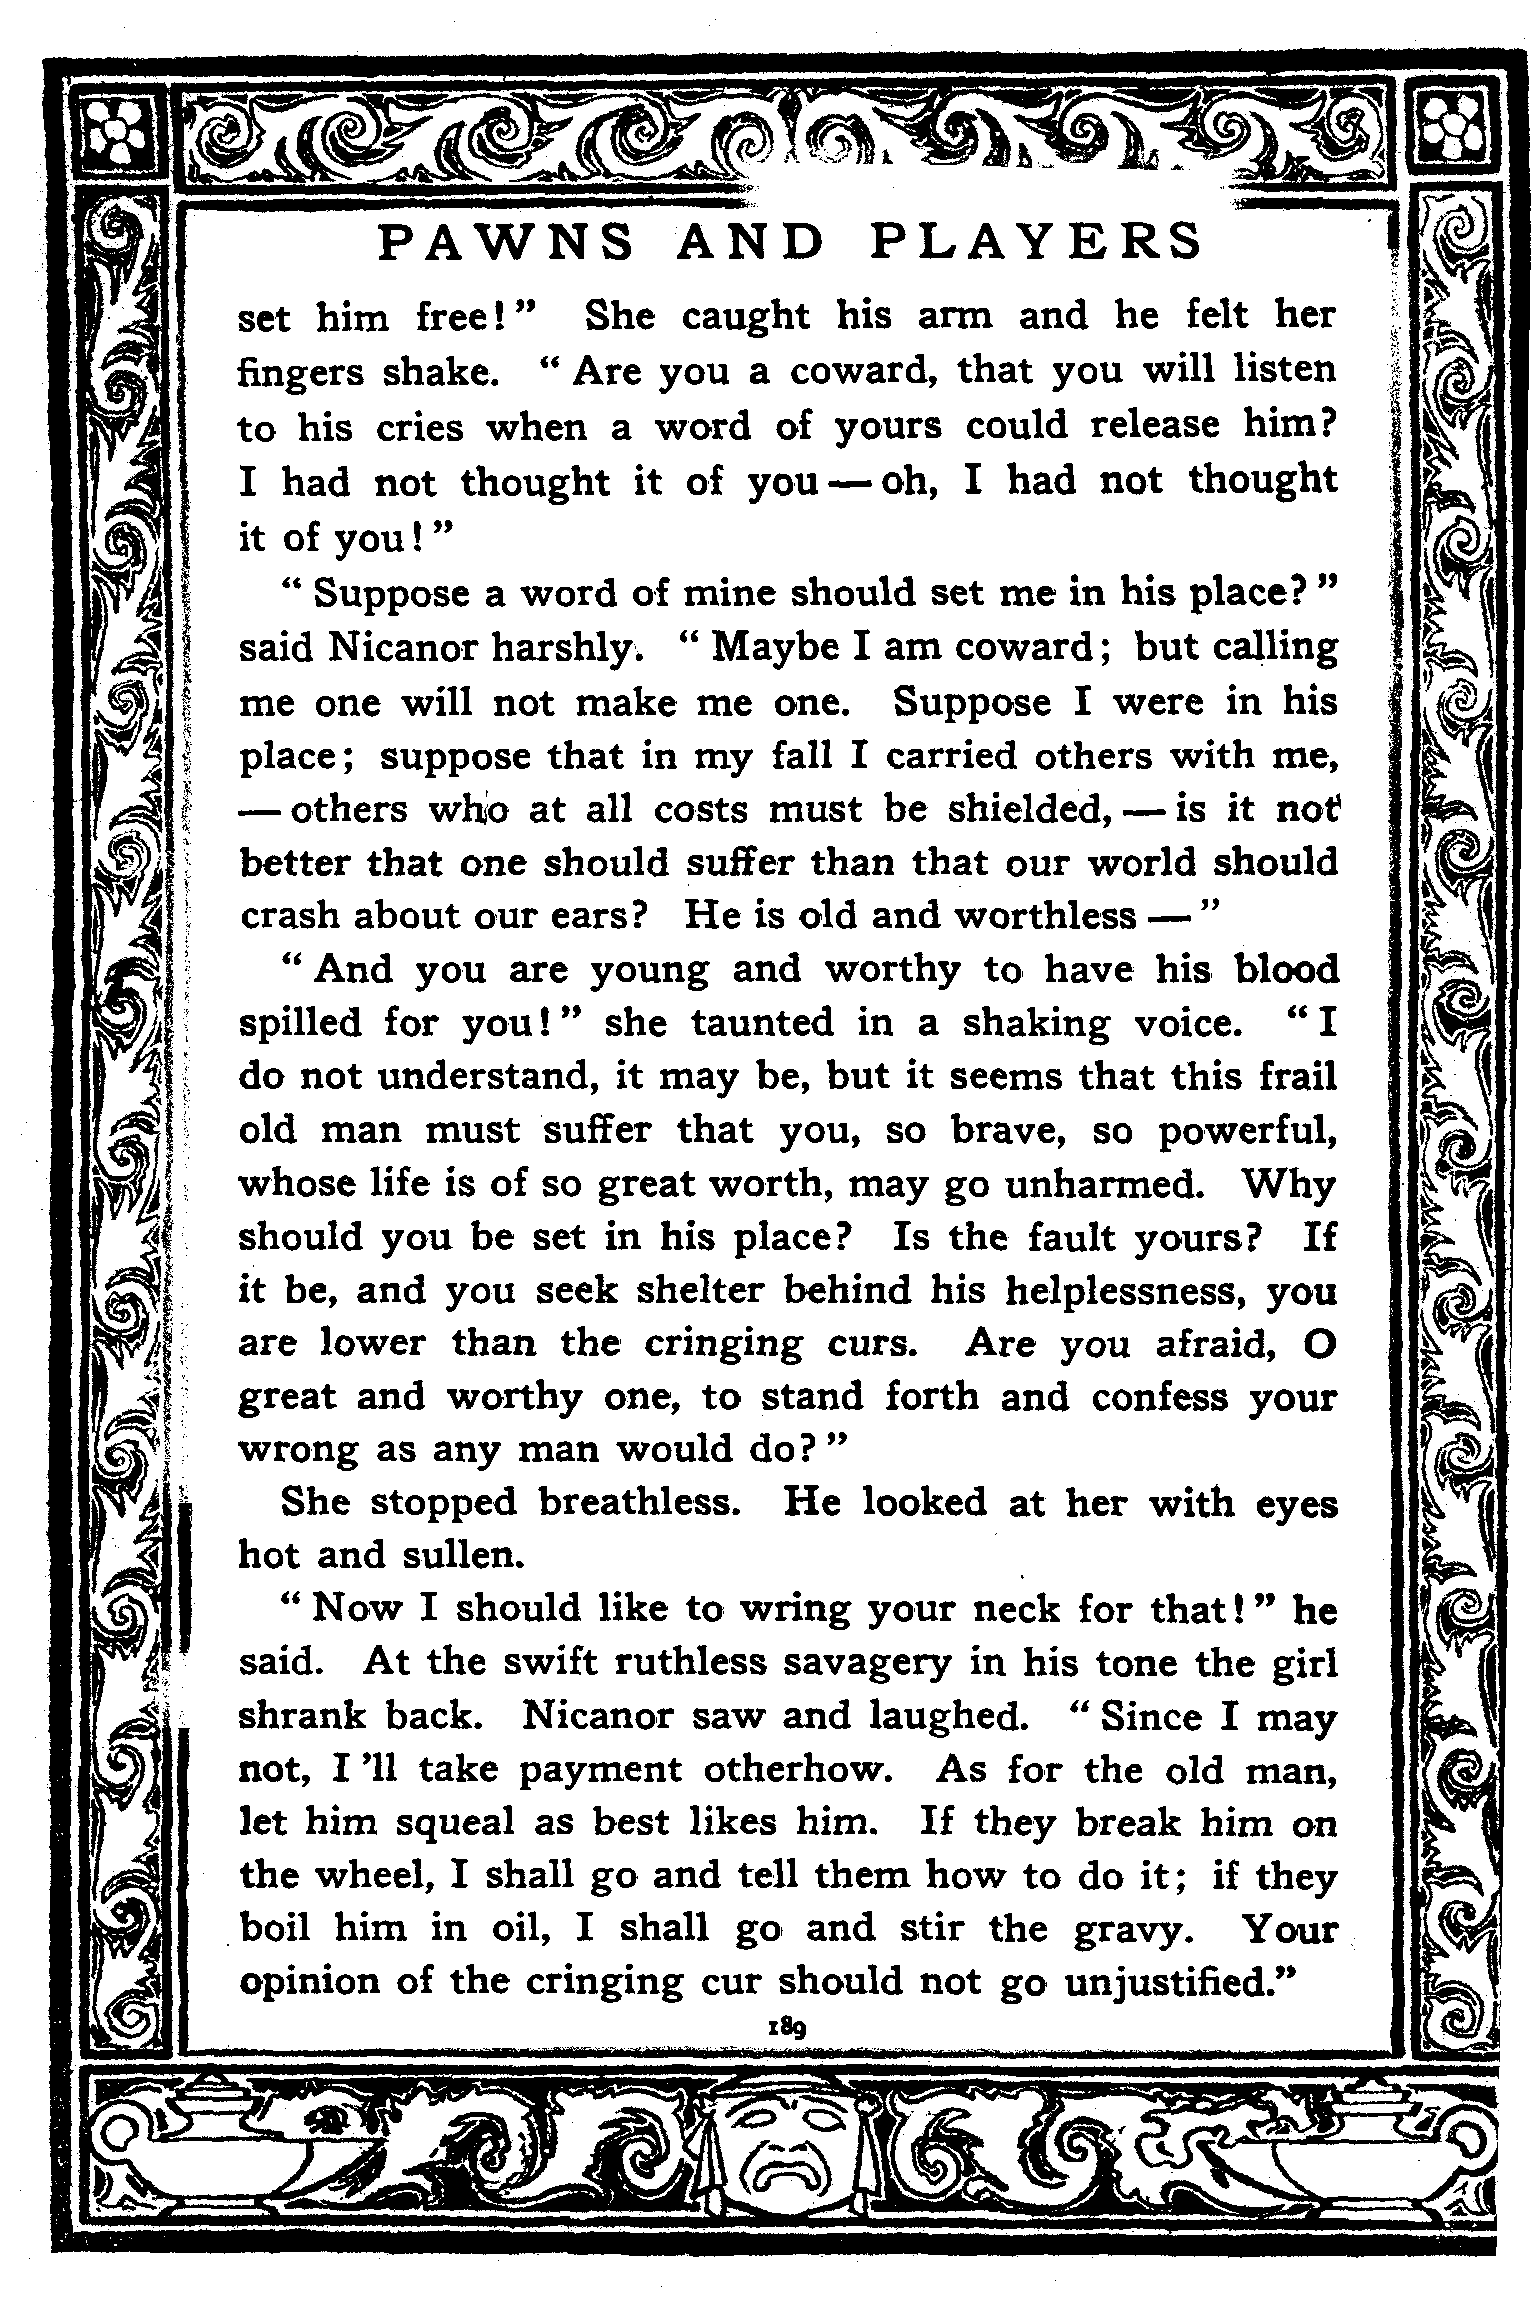 PAWNS AND PLAYERS
set him free!” She caught his arm and he felt her
fingers shake. “Are you a coward, that you will listen
to his cries when a word of yours could release him?
I had not thought it of you — oh, I had not thought
it of you!”
“Suppose a word of mine should set me in his place?”
said Nicanor harshly. “Maybe I am coward; but calling
me one will not make me one. Suppose I were in his
place; suppose that in my fall I carried others with me,
— others who at all costs must be shielded, — is it not
better that one should suffer than that our world should
crash about our ears? He is old and worthless —”
“And you are young and worthy to have his blood
spilled for you!” she taunted in a shaking voice. “I
do not understand, it may be, but it seems that this frail
old man must suffer that you, so brave, so powerful,
whose life is of so great worth, may go unharmed. Why
should you be set in his place? Is the fault yours? If
it be, and you seek shelter behind his helplessness, you
are lower than the cringing curs. Are you afraid, O
great and worthy one, to stand forth and confess your
wrong as any man would do?”
She stopped breathless. He looked at her with eyes
hot and sullen.
“Now I should like to wring your neck for that!” he
said. At the swift ruthless savagery in his tone the girl
shrank back. Nicanor saw and laughed. “Since I may
not, I ’ll take payment otherhow. As for the old man,
let him squeal as best likes him. If they break him on
the wheel, I shall go and tell them how to do it; if they
boil him in oil, I shall go and stir the gravy. Your
opinion of the cringing cur should not go unjustified.”
189